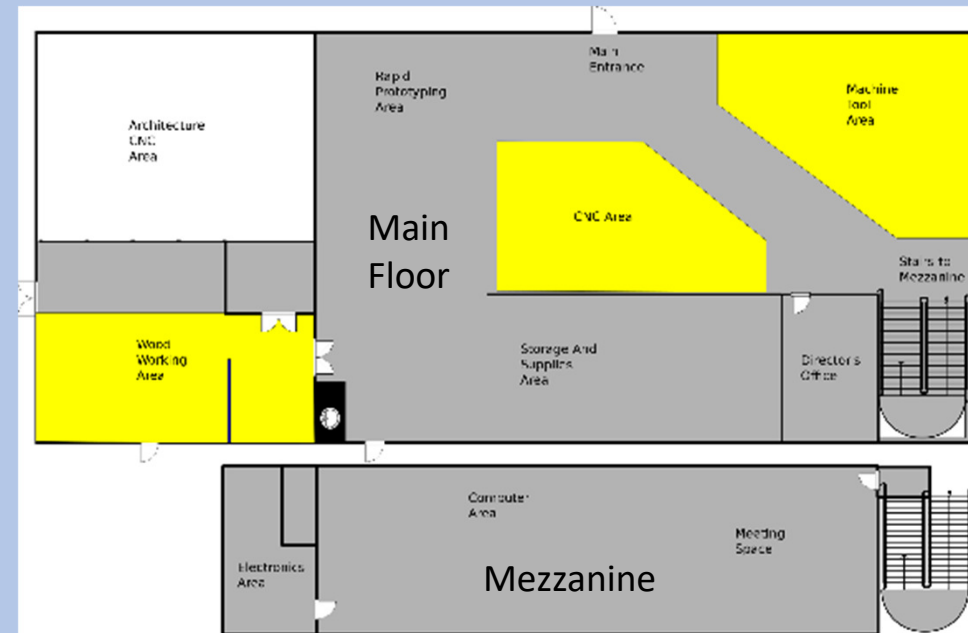 Main
Entrance
Rapid
Prototyping
Area
Machine
Tool
Area
Architecture
CNC
Area
CNC Area
Main
Floor
Stairs to
Mezzanine
Wood
Working
Area
Storage And
Supplies
Area
Director's
Office
Computer
Area
Meeting
Space
Electronics
Area
Mezzanine